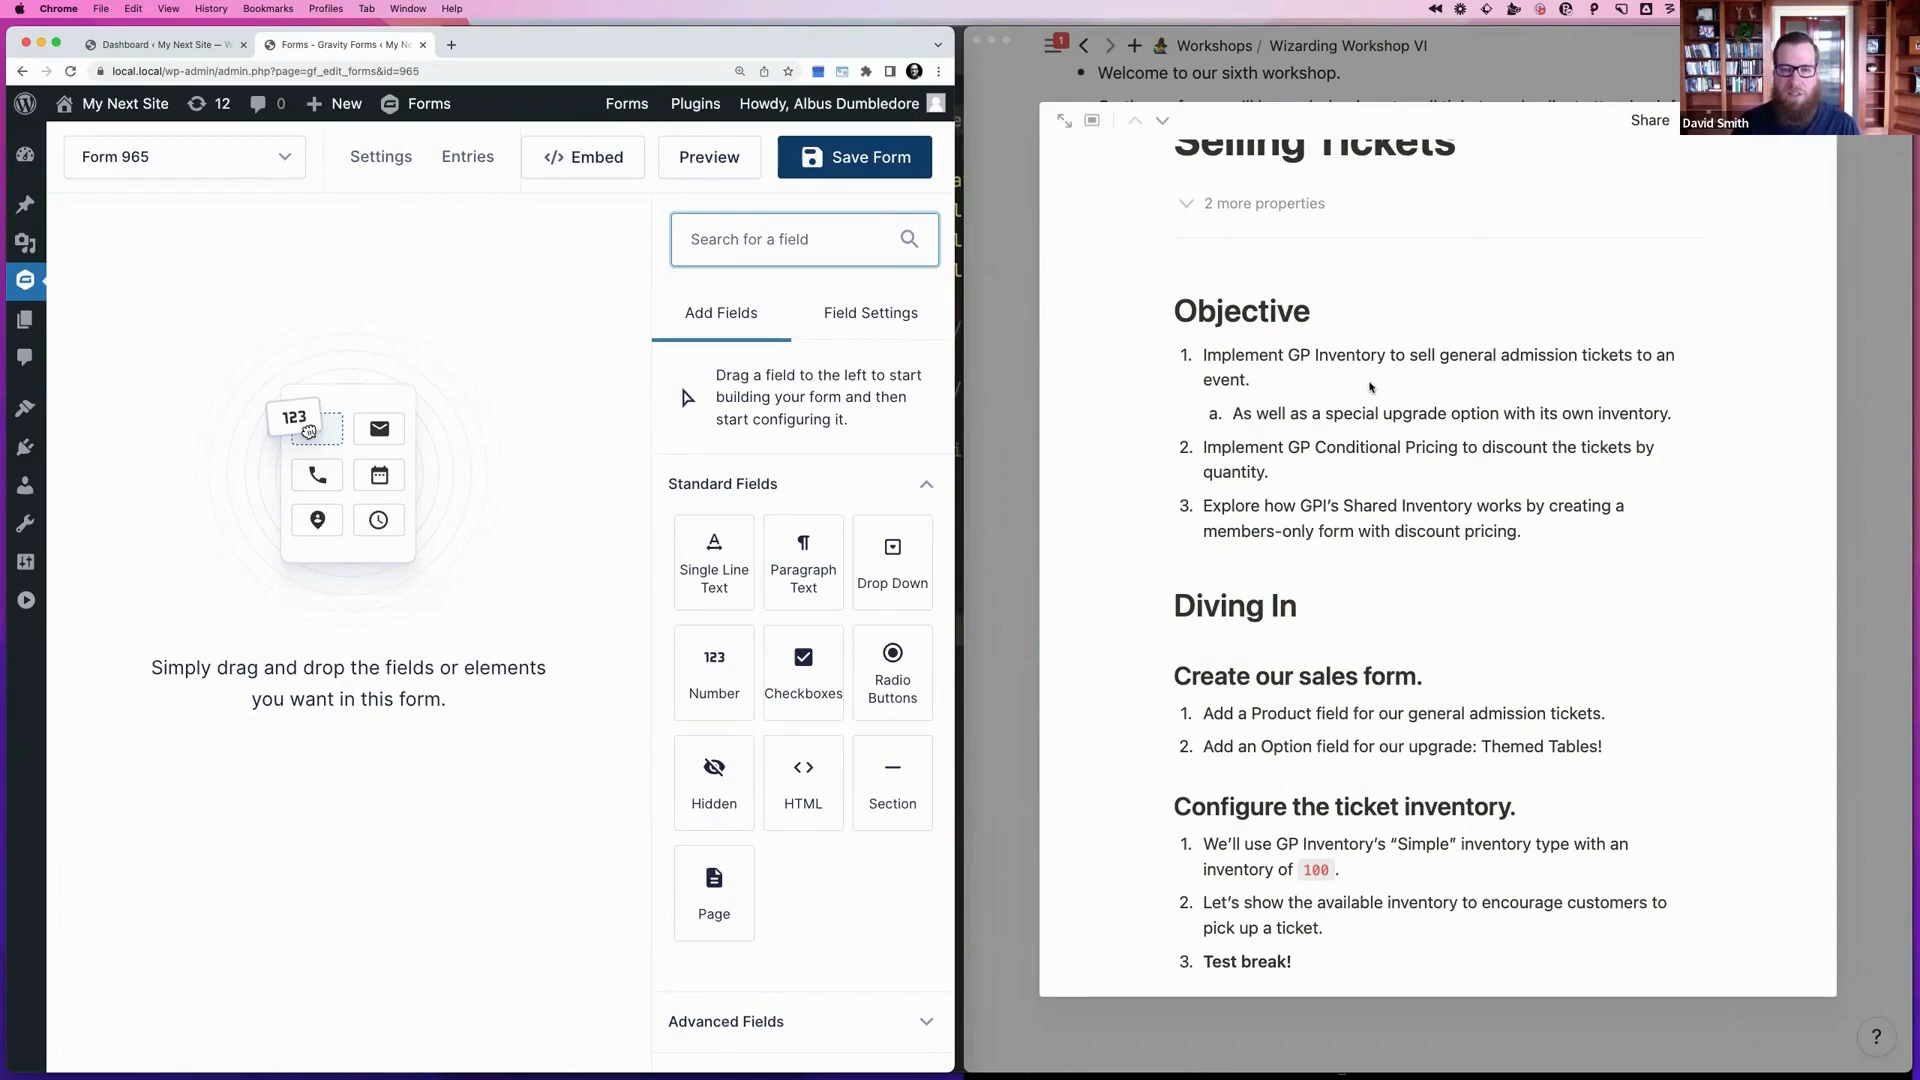 Chrome File Edit View History Bookmarks Profiles Tab Window Help
Dashboard ‹ My Next Site — W
Forms - Gravity Forms ‹ My Ne
local.local/wp-admin/admin.php?page=gf_edit_forms&id=965
My Next Site 12 0 New Forms Forms Plugins Howdy, Albus Dumbledore
Form 965 Settings Entries Embed Preview Save Form
Search for a field
Add Fields Field Settings
Drag a field to the left to start
building your form and then
start configuring it.
123
Simply drag and drop the fields or elements
you want in this form.
Standard Fields
Single Line
Text
Paragraph
Text
Drop Down
123
Number
Checkboxes
Radio
Buttons
Hidden
HTML
Section
Page
Advanced Fields
1
Workshops / Wizarding Workshop VI
Welcome to our sixth workshop.
Share
David Smith
Selling Tickets
2 more properties
Objective
1. Implement GP Inventory to sell general admission tickets to an
event.
a. As well as a special upgrade option with its own inventory.
2. Implement GP Conditional Pricing to discount the tickets by
quantity.
3. Explore how GPI’s Shared Inventory works by creating a
members-only form with discount pricing.
Diving In
Create our sales form.
1. Add a Product field for our general admission tickets.
2. Add an Option field for our upgrade: Themed Tables!
Configure the ticket inventory.
1. We’ll use GP Inventory’s “Simple” inventory type with an
inventory of 100.
2. Let’s show the available inventory to encourage customers to
pick up a ticket.
3. Test break!
?